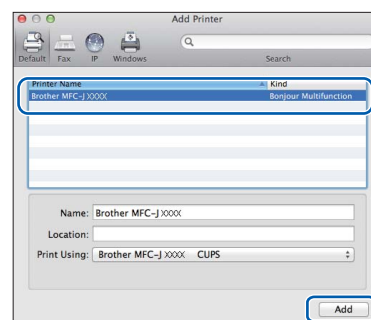 Add Printer
Default Fax IP Windows Search
Printer Name Kind
Brother MFC-J XXXX Bonjour Multifunction
Name: Brother MFC-J XXXX
Location:
Print Using: Brother MFC-J XXXX CUPS
Add